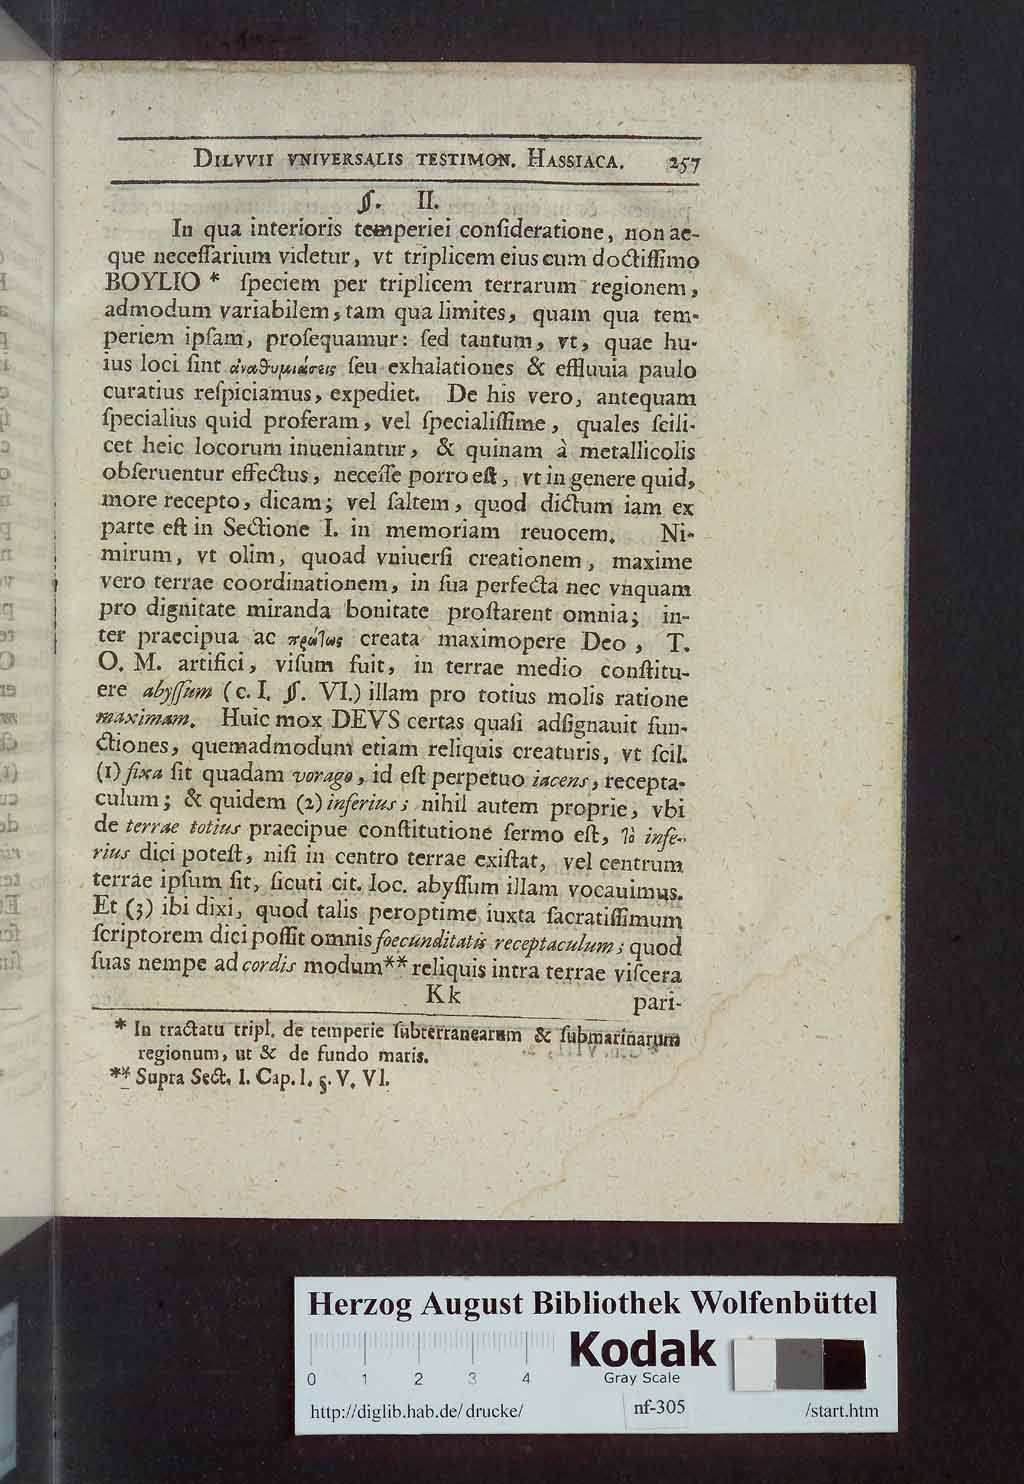 DILVVII VNIVERSALIS TESTIMON. HASSIACA. 257
§. II.
In qua interioris temperiei conſideratione, non ae-
que neceſſarium videtur, vt triplicem eius cum doctiſſimo
BOYLIO * ſpeciem per triplicem terrarum regionem,
admodum variabilem, tam qua limites, quam qua tem-
periem ipſam, proſequamur: ſed tantum, vt, quae hu-
ius loci ſint ἀναθυμιάσεις ſeu exhalationes & effluuia paulo
curatius reſpiciamus, expediet. De his vero, antequam
ſpecialius quid proferam, vel ſpecialiſſime, quales ſcili-
cet heic locorum inueniantur, & quinam à metallicolis
obſeruentur effectus, neceſſe porro eſt, vt in genere quid,
more recepto, dicam; vel ſaltem, quod dictum iam ex
parte eſt in Sectione I. in memoriam reuocem. Ni-
mirum, vt olim, quoad vniuerſi creationem, maxime
vero terrae coordinationem, in ſua perfecta nec vnquam
pro dignitate miranda bonitate proſtarent omnia; in-
ter praecipua ac πρώτως creata maximopere Deo, T.
O. M. artifici, viſum fuit, in terrae medio conſtitu-
ere abyſſum (c. I. §. VI.) illam pro totius molis ratione
maximam. Huic mox DEVS certas quaſi adſignauit fun-
ctiones, quemadmodum etiam reliquis creaturis, vt ſcil.
(1) fixa ſit quadam vorago, id eſt perpetuo iacens, recepta-
culum; & quidem (2) inferius; nihil autem proprie, vbi
de terrae totius praecipue conſtitutione ſermo eſt, τὸ infe-
rius dici poteſt, niſi in centro terrae exiſtat, vel centrum
terrae ipſum ſit, ſicuti cit. loc. abyſſum illam vocauimus.
Et (3) ibi dixi, quod talis peroptime iuxta ſacratiſſimum
ſcriptorem dici poſſit omnis foecunditatis receptaculum; quod
ſuas nempe ad cordis modum** reliquis intra terrae viſcera
Kk pari-
* In tractatu tripl. de temperie ſubterranearum & ſubmarinarum
regionum, ut & de fundo maris.
** Supra Sect. I. Cap. I. §. V. VI.
Herzog August Bibliothek Wolfenbüttel
Kodak
Gray Scale
0 1 2 3 4
http://diglib.hab.de/drucke/ nf-305 /start.htm